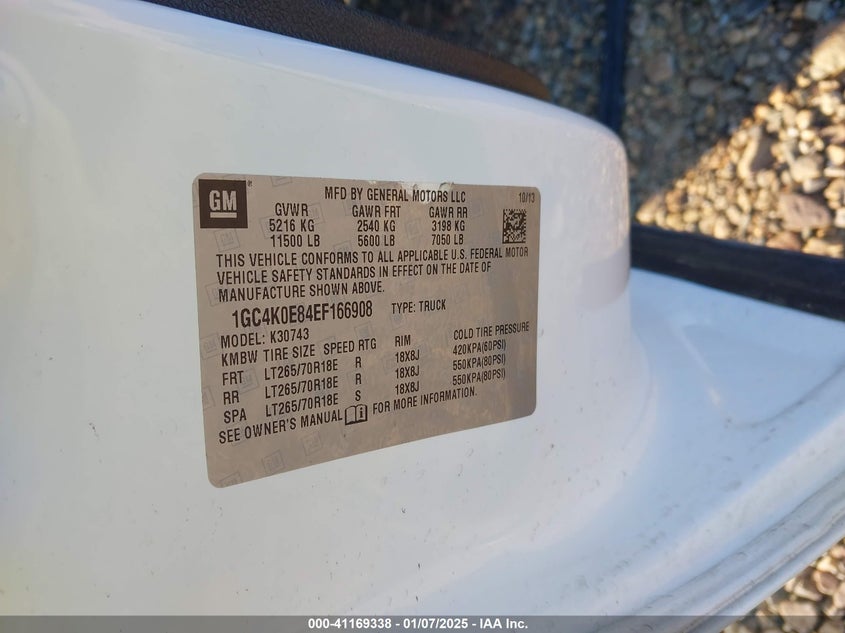 GM
MFD BY GENERAL MOTORS LLC 10/13
GVWR GAWR FRT GAWR RR
5216 KG 2540 KG 3198 KG
11500 LB 5600 LB 7050 LB
THIS VEHICLE CONFORMS TO ALL APPLICABLE U.S. FEDERAL MOTOR
VEHICLE SAFETY STANDARDS IN EFFECT ON THE DATE OF
MANUFACTURE SHOWN ABOVE.
1GC4K0E84EF166908 TYPE: TRUCK
MODEL: K30743
KMBW TIRE SIZE SPEED RTG RIM COLD TIRE PRESSURE
FRT LT265/70R18E R 18X8J 420KPA(60PSI)
RR LT265/70R18E R 18X8J 550KPA(80PSI)
SPA LT265/70R18E S 18X8J 550KPA(80PSI)
SEE OWNER'S MANUAL FOR MORE INFORMATION.
000-41169338 - 01/07/2025 - IAA Inc.